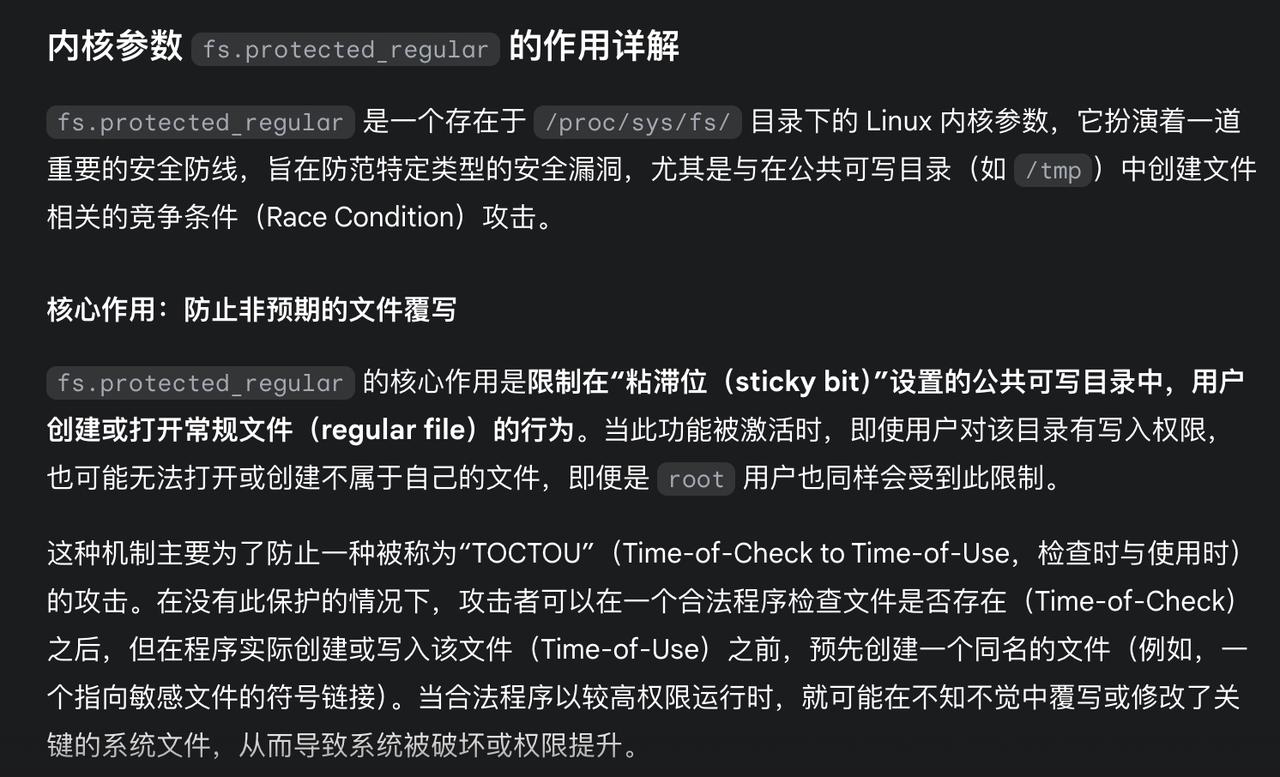 内核参数 fs.protected_regular 的作用详解
fs.protected_regular 是一个存在于 /proc/sys/fs/ 目录下的 Linux 内核参数，它扮演着一道
重要的安全防线，旨在防范特定类型的安全漏洞，尤其是与在公共可写目录（如 /tmp ）中创建文件
相关的竞争条件（Race Condition）攻击。
核心作用：防止非预期的文件覆写
fs.protected_regular 的核心作用是限制在“粘滞位（sticky bit）”设置的公共可写目录中，用户
创建或打开常规文件（regular file）的行为。当此功能被激活时，即使用户对该目录有写入权限，
也可能无法打开或创建不属于自己的文件，即便是 root 用户也同样会受到此限制。
这种机制主要为了防止一种被称为“TOCTOU”（Time-of-Check to Time-of-Use，检查时与使用时）
的攻击。在没有此保护的情况下，攻击者可以在一个合法程序检查文件是否存在（Time-of-Check）
之后，但在程序实际创建或写入该文件（Time-of-Use）之前，预先创建一个同名的文件（例如，一
个指向敏感文件的符号链接）。当合法程序以较高权限运行时，就可能在不知不觉中覆写或修改了关
键的系统文件，从而导致系统被破坏或权限提升。